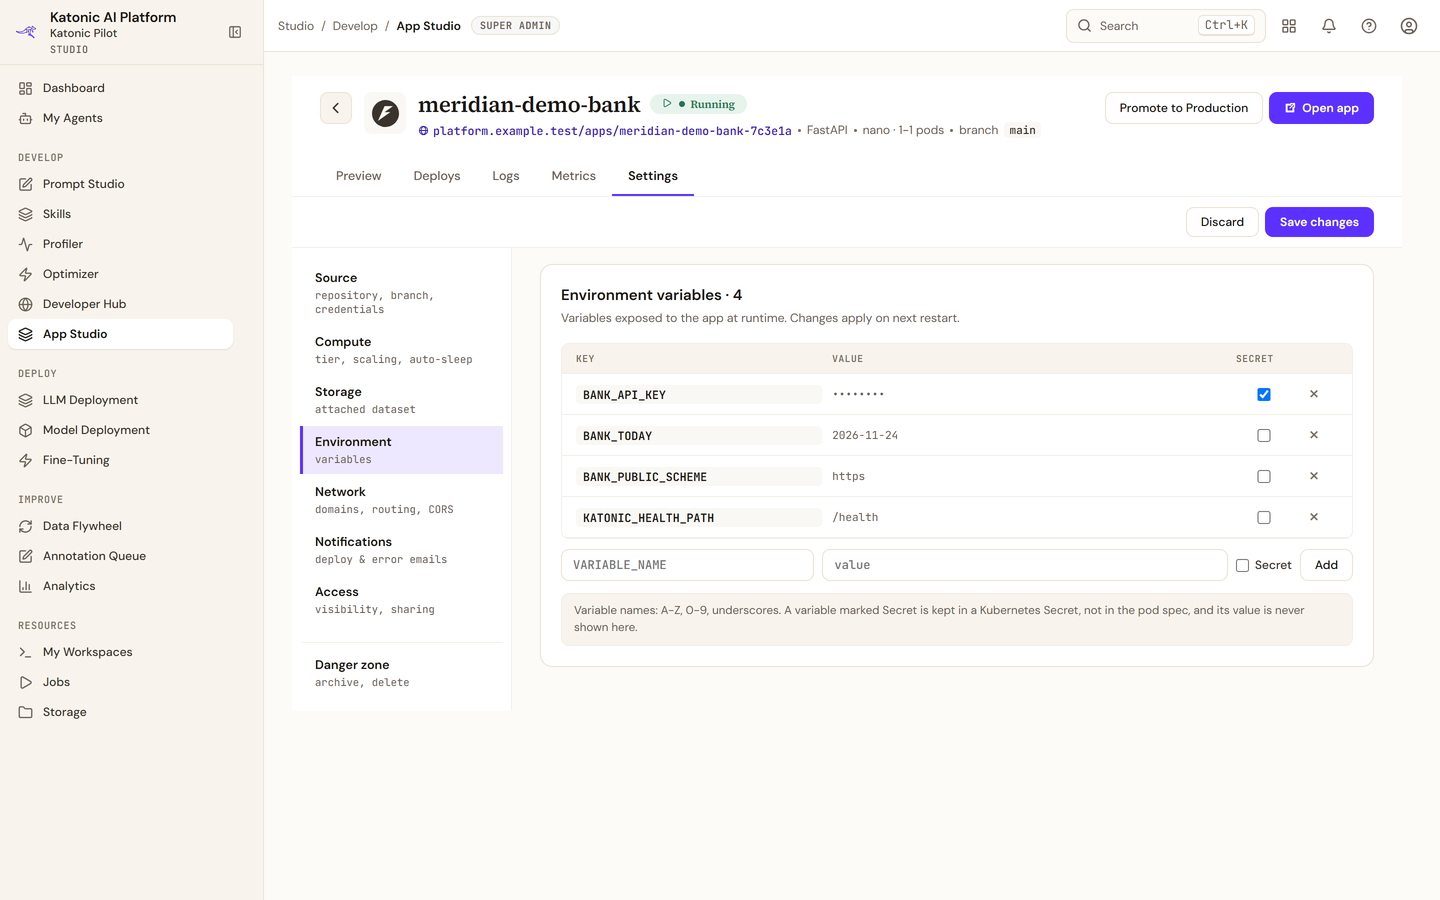 Katonic AI Platform
Katonic Pilot
STUDIO
Dashboard
My Agents
DEVELOP
Prompt Studio
Skills
Profiler
Optimizer
Developer Hub
App Studio
DEPLOY
LLM Deployment
Model Deployment
Fine-Tuning
IMPROVE
Data Flywheel
Annotation Queue
Analytics
RESOURCES
My Workspaces
Jobs
Storage
Studio / Develop / App Studio SUPER ADMIN
Search Ctrl+K
meridian-demo-bank Running
platform.example.test/apps/meridian-demo-bank-7c3e1a • FastAPI • nano · 1–1 pods • branch main
Promote to Production Open app
Preview Deploys Logs Metrics Settings
Discard Save changes
Source
repository, branch,
credentials
Compute
tier, scaling, auto-sleep
Storage
attached dataset
Environment
variables
Network
domains, routing, CORS
Notifications
deploy & error emails
Access
visibility, sharing
Danger zone
archive, delete
Environment variables · 4
Variables exposed to the app at runtime. Changes apply on next restart.
KEY VALUE SECRET
BANK_API_KEY ••••••••
BANK_TODAY 2026-11-24
BANK_PUBLIC_SCHEME https
KATONIC_HEALTH_PATH /health
VARIABLE_NAME value Secret Add
Variable names: A–Z, 0–9, underscores. A variable marked Secret is kept in a Kubernetes Secret, not in the pod spec, and its value is never
shown here.